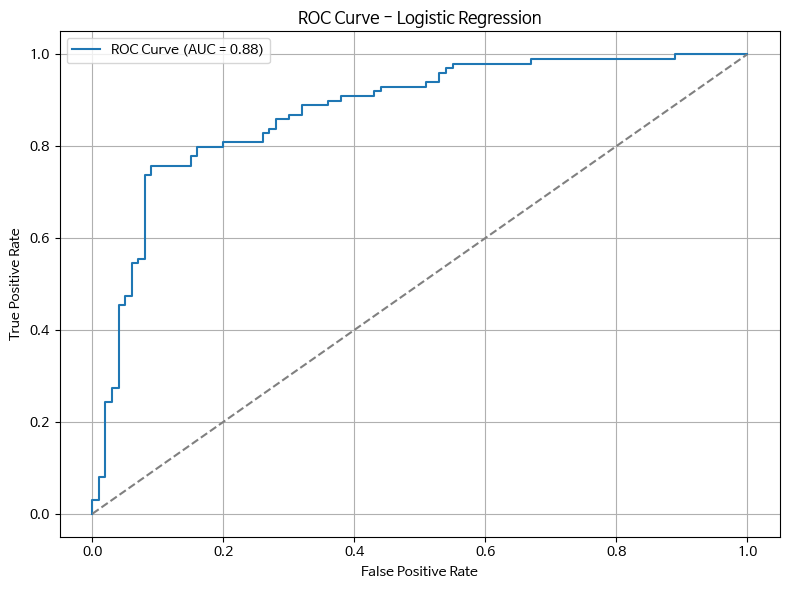 ROC Curve - Logistic Regression
ROC Curve (AUC = 0.88)
1.0
0.8
0.6
0.4
0.2
0.0
True Positive Rate
0.0 0.2 0.4 0.6 0.8 1.0
False Positive Rate